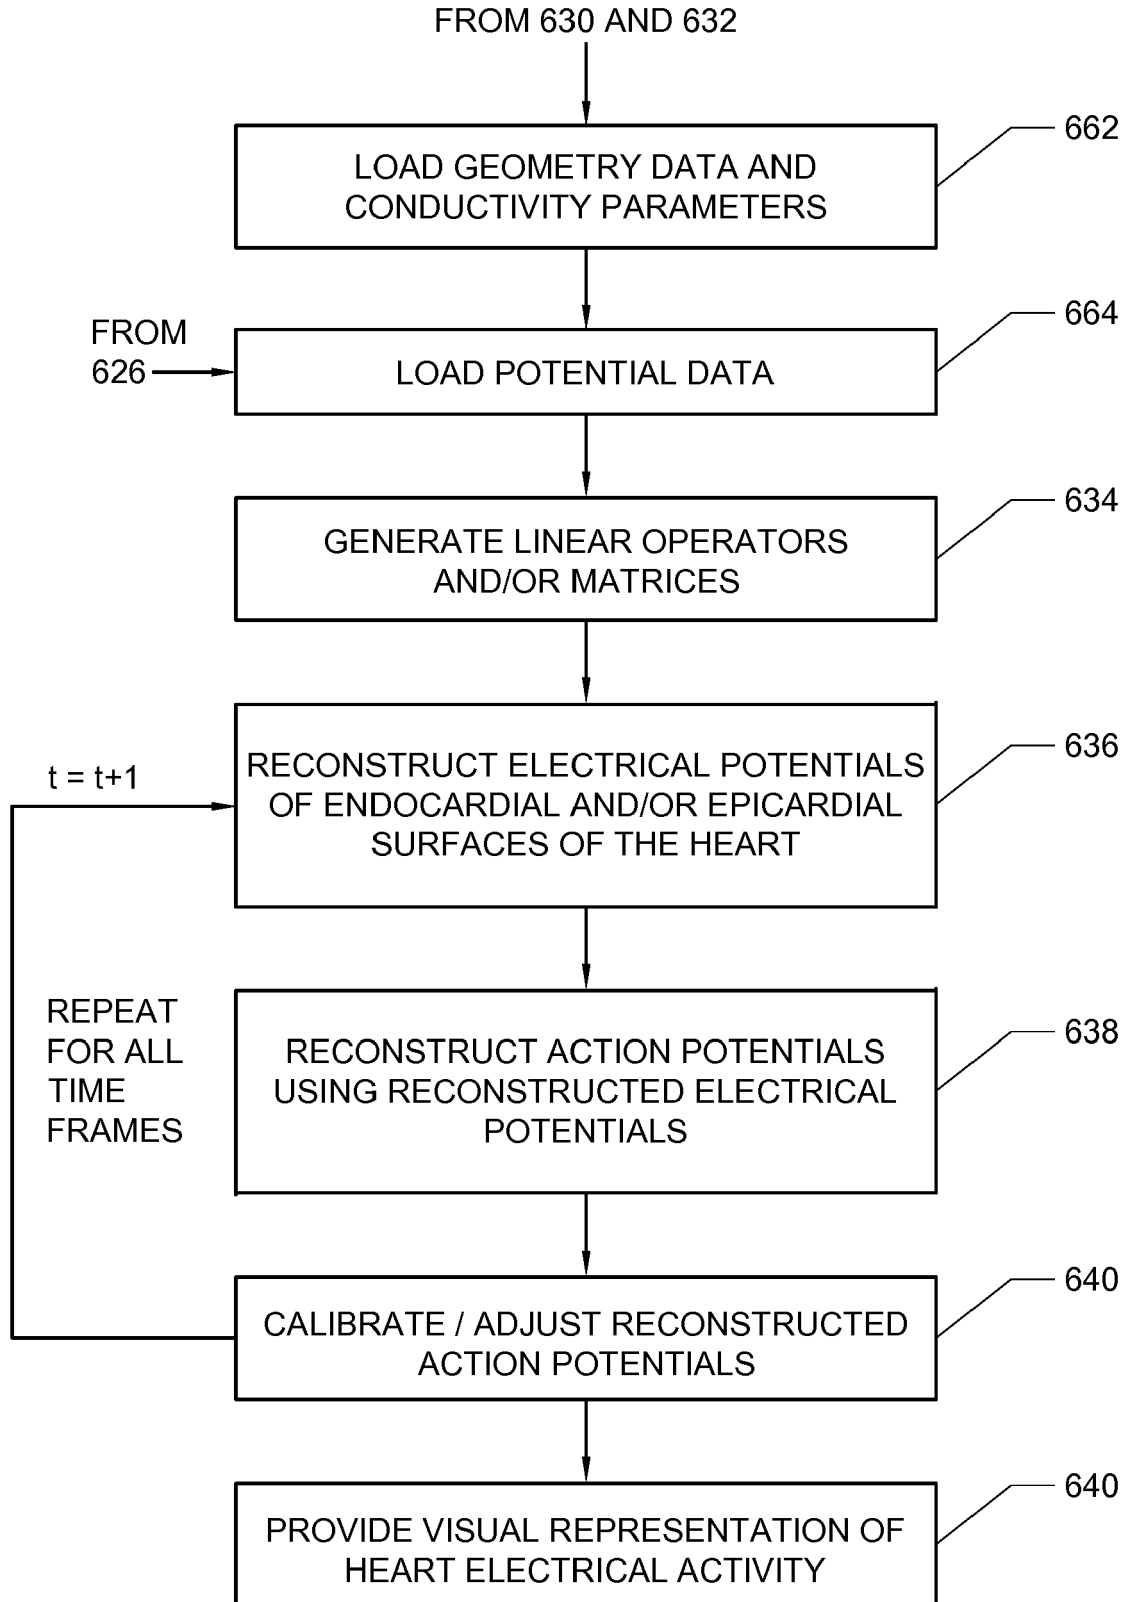 FROM 630 AND 632
662
LOAD GEOMETRY DATA AND
CONDUCTIVITY PARAMETERS
664
FROM
626
LOAD POTENTIAL DATA
634
GENERATE LINEAR OPERATORS
AND/OR MATRICES
636
t = t+1
RECONSTRUCT ELECTRICAL POTENTIALS
OF ENDOCARDIAL AND/OR EPICARDIAL
SURFACES OF THE HEART
REPEAT
FOR ALL
TIME
FRAMES
638
RECONSTRUCT ACTION POTENTIALS
USING RECONSTRUCTED ELECTRICAL
POTENTIALS
640
CALIBRATE / ADJUST RECONSTRUCTED
ACTION POTENTIALS
640
PROVIDE VISUAL REPRESENTATION OF
HEART ELECTRICAL ACTIVITY